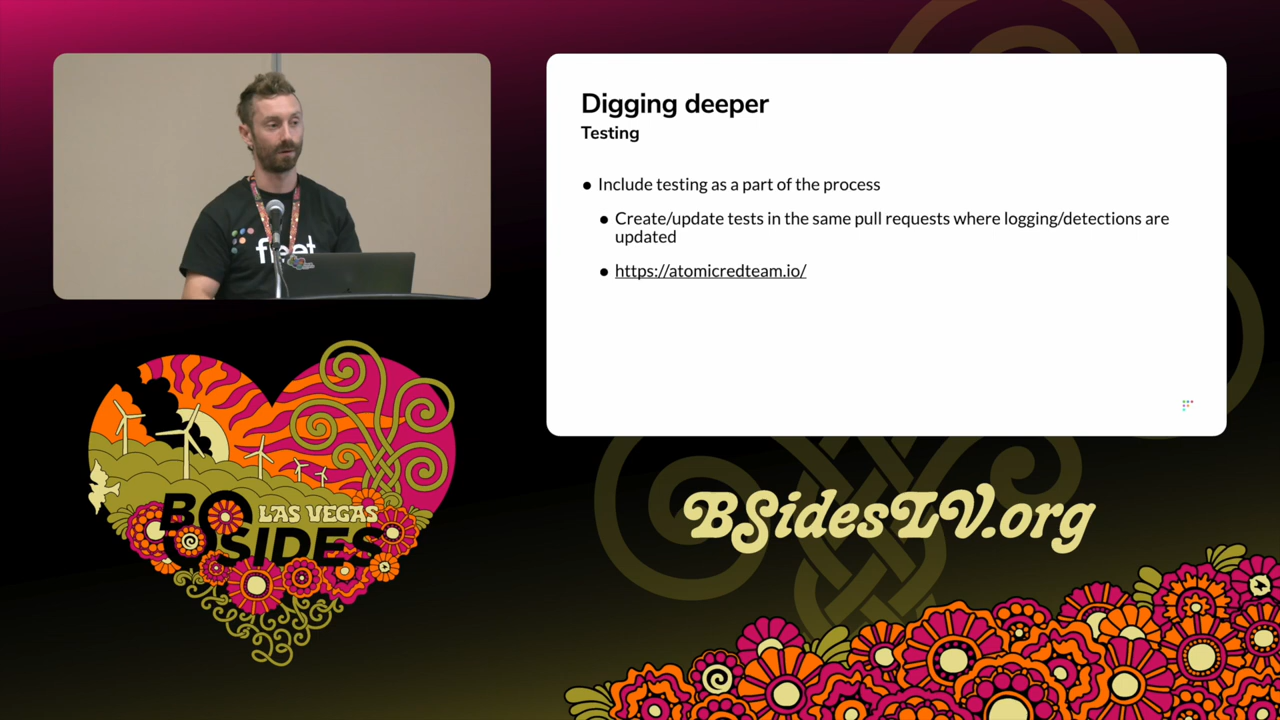 Digging deeper
Testing
Include testing as a part of the process
Create/update tests in the same pull requests where logging/detections are
updated
https://atomicredteam.io/
fleet
LAS VEGAS
BSIDES
BSidesLV.org